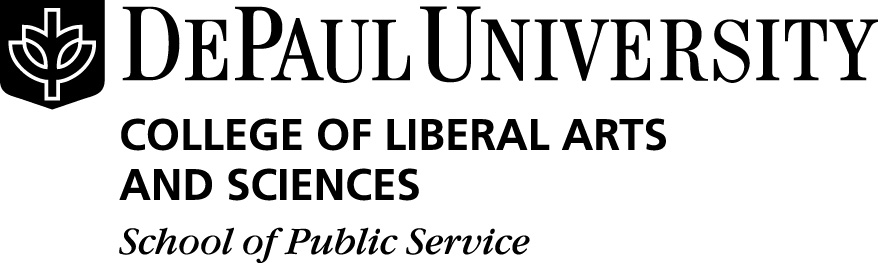 DEPAUL UNIVERSITY
COLLEGE OF LIBERAL ARTS
AND SCIENCES
School of Public Service